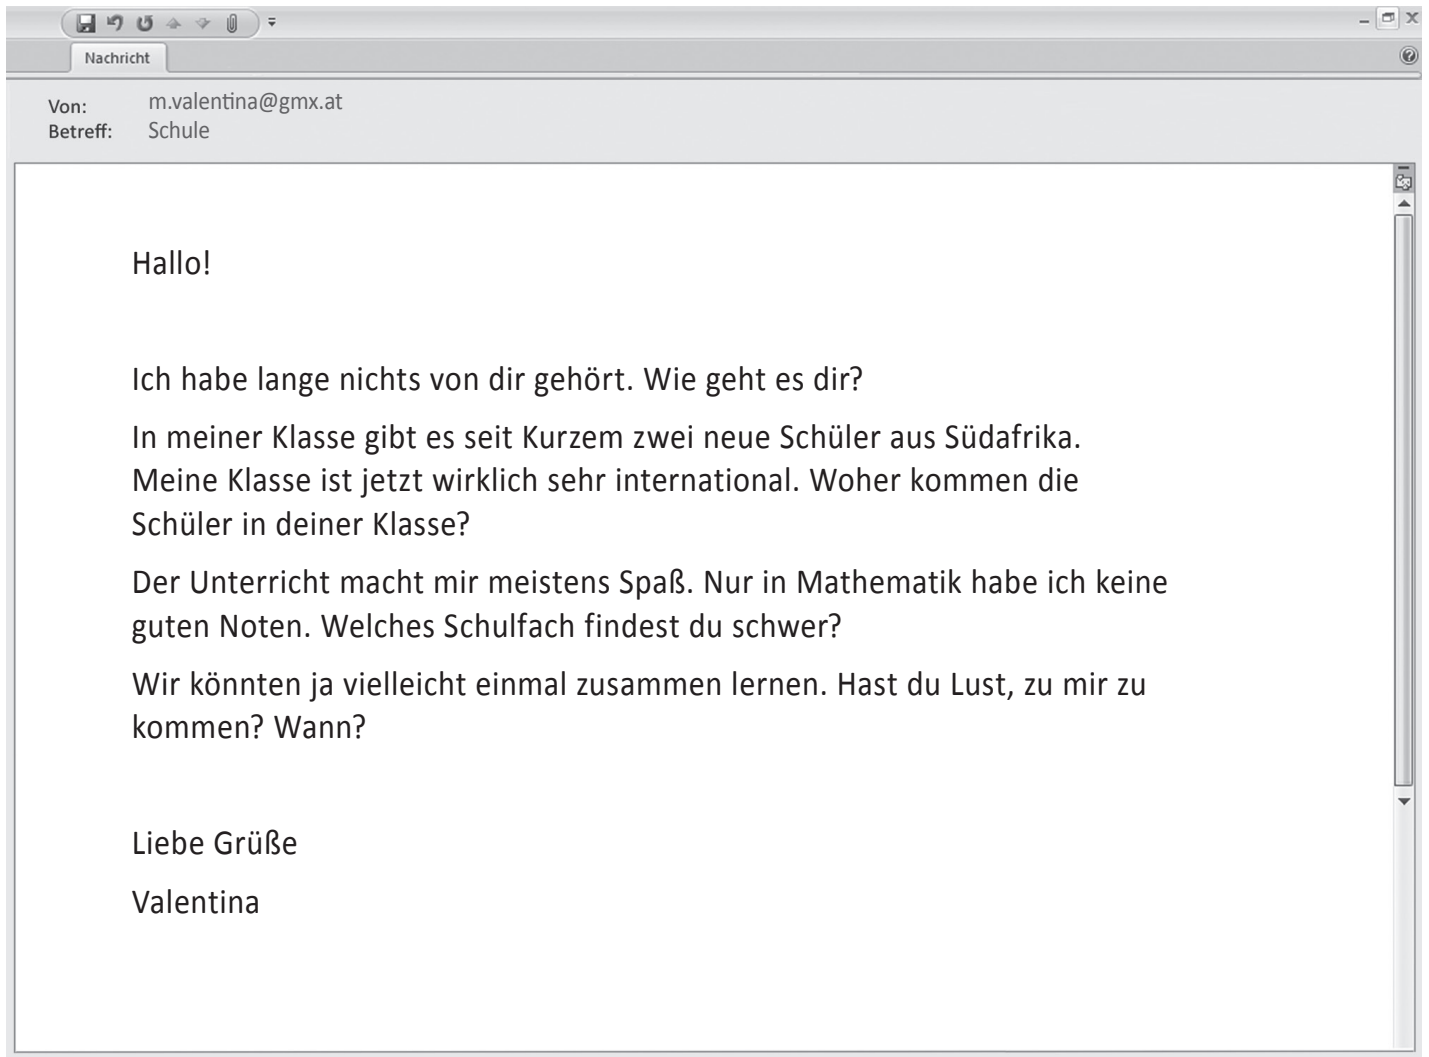 Nachricht
Von: m.valentina@gmx.at
Betreff: Schule
Hallo!
Ich habe lange nichts von dir gehört. Wie geht es dir?
In meiner Klasse gibt es seit Kurzem zwei neue Schüler aus Südafrika.
Meine Klasse ist jetzt wirklich sehr international. Woher kommen die
Schüler in deiner Klasse?
Der Unterricht macht mir meistens Spaß. Nur in Mathematik habe ich keine
guten Noten. Welches Schulfach findest du schwer?
Wir könnten ja vielleicht einmal zusammen lernen. Hast du Lust, zu mir zu
kommen? Wann?
Liebe Grüße
Valentina